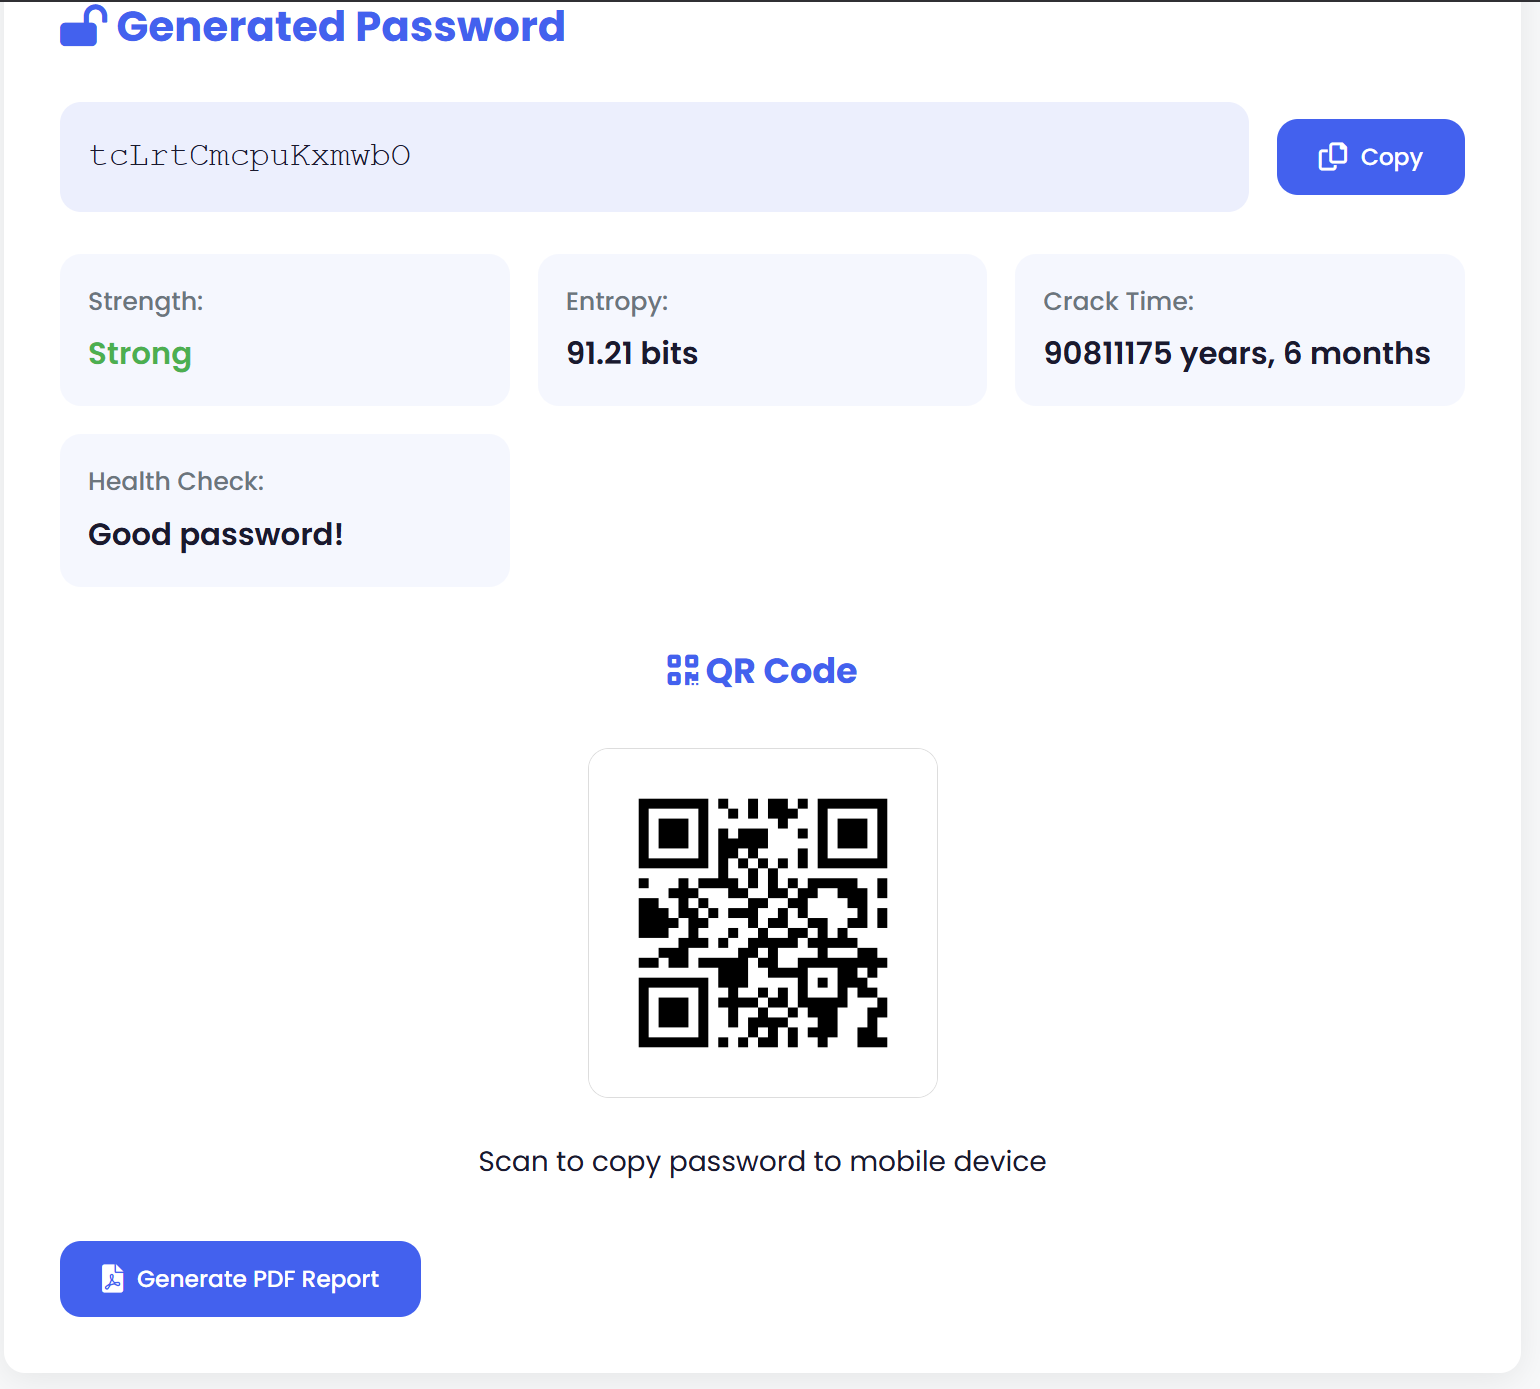 Generated Password
tcLrtCmcpuKxmwbO
Copy
Strength:
Strong
Entropy:
91.21 bits
Crack Time:
90811175 years, 6 months
Health Check:
Good password!
QR Code
Scan to copy password to mobile device
Generate PDF Report